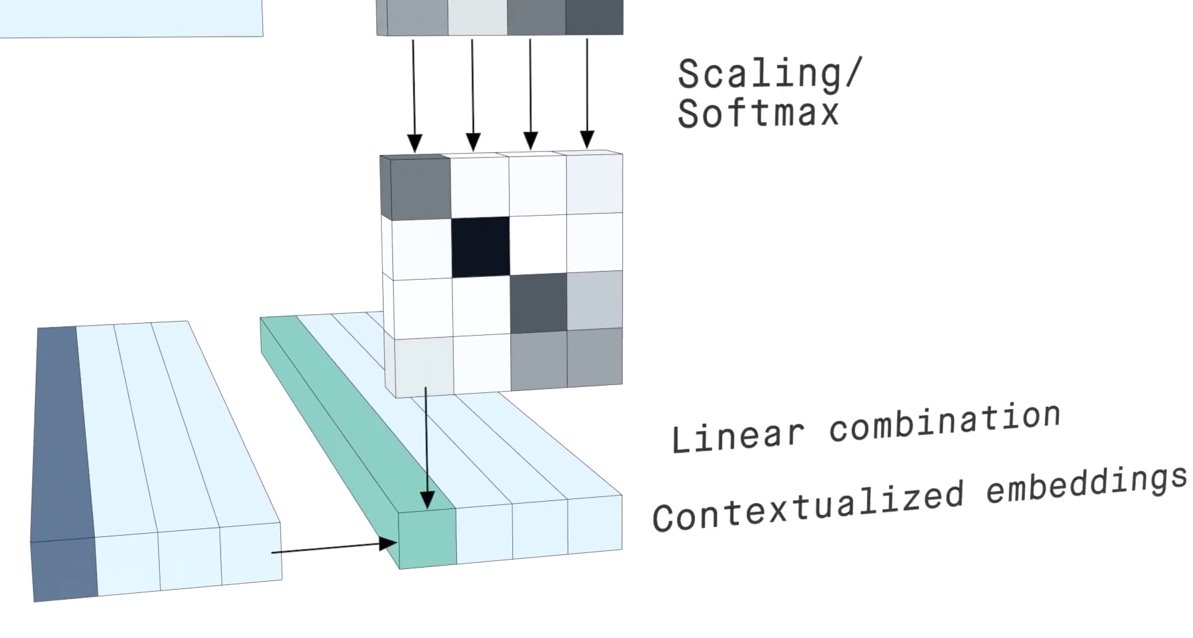 Scaling/
Softmax
Linear combination
Contextualized embeddings